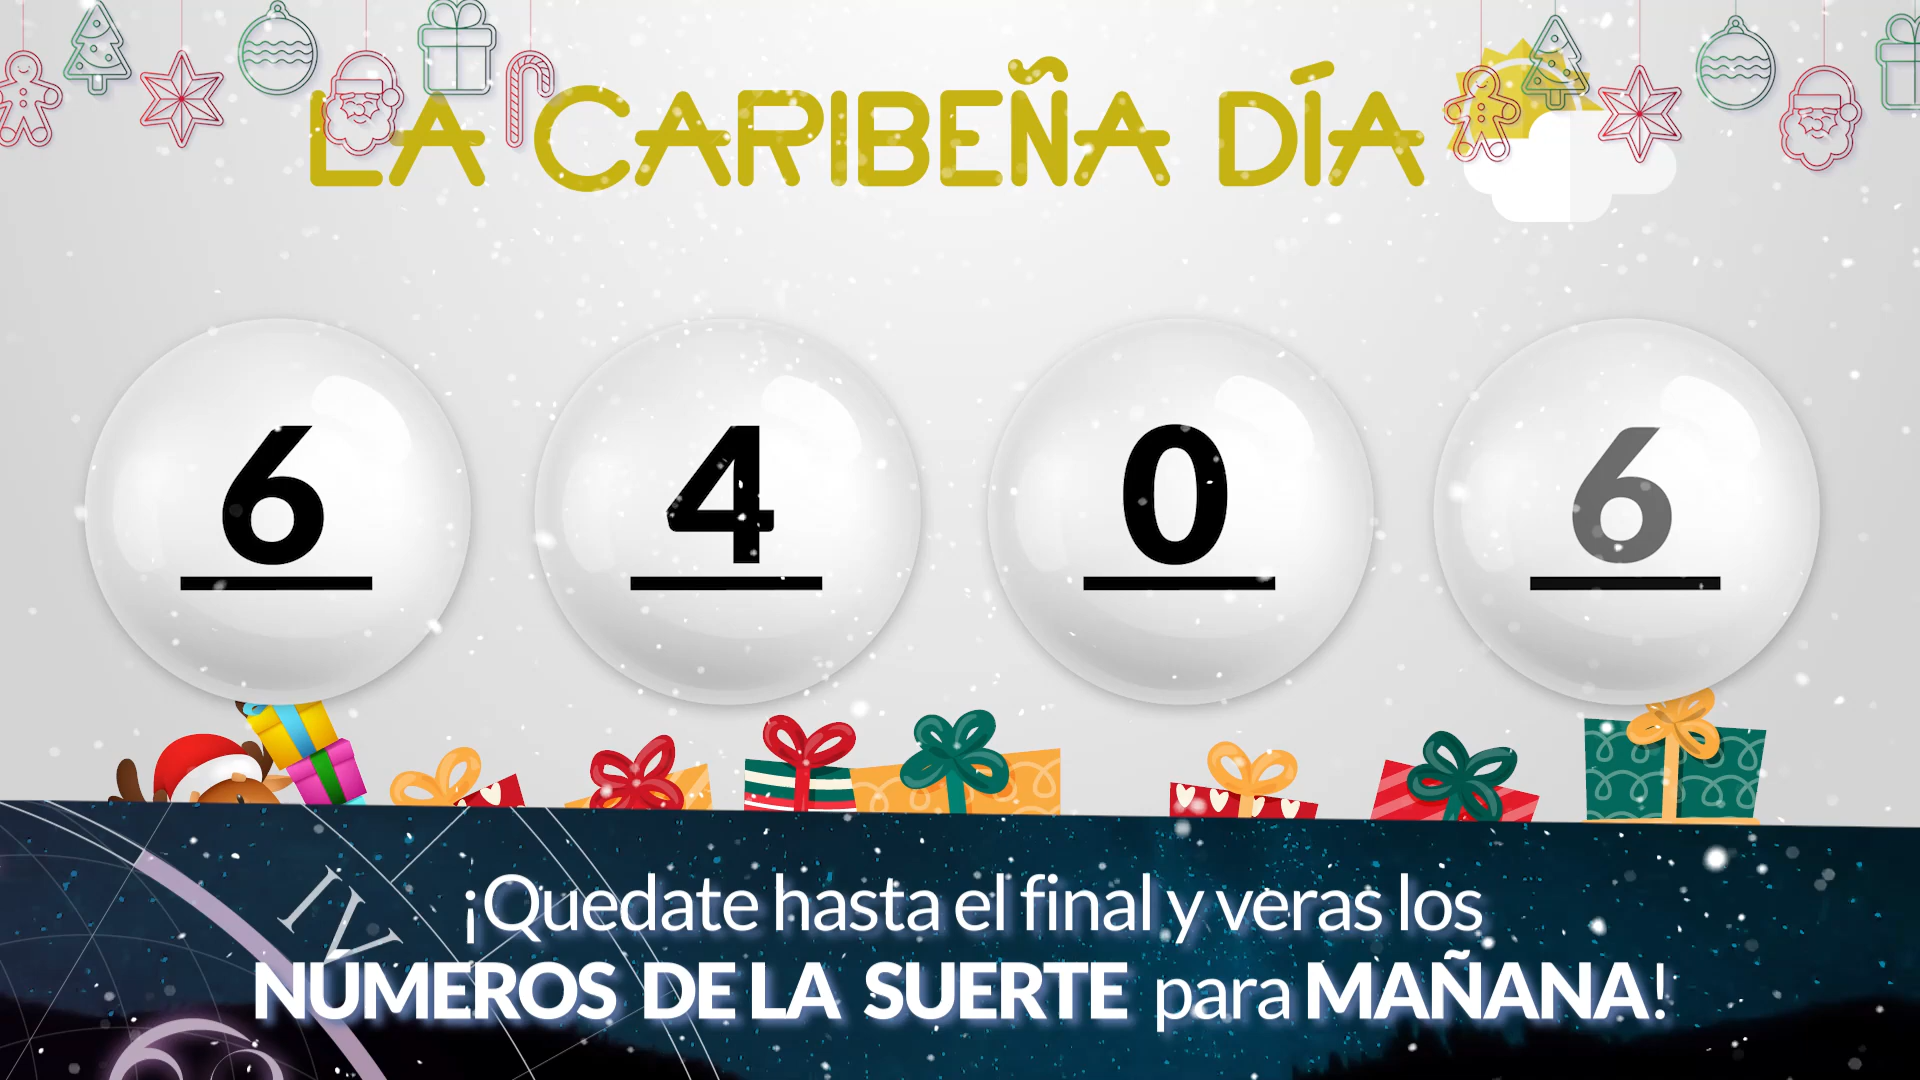 LA CARIBEÑA DÍA
6 4 0 6
IV
¡Quedate hasta el final y veras los
NÚMEROS DE LA SUERTE para MAÑANA!